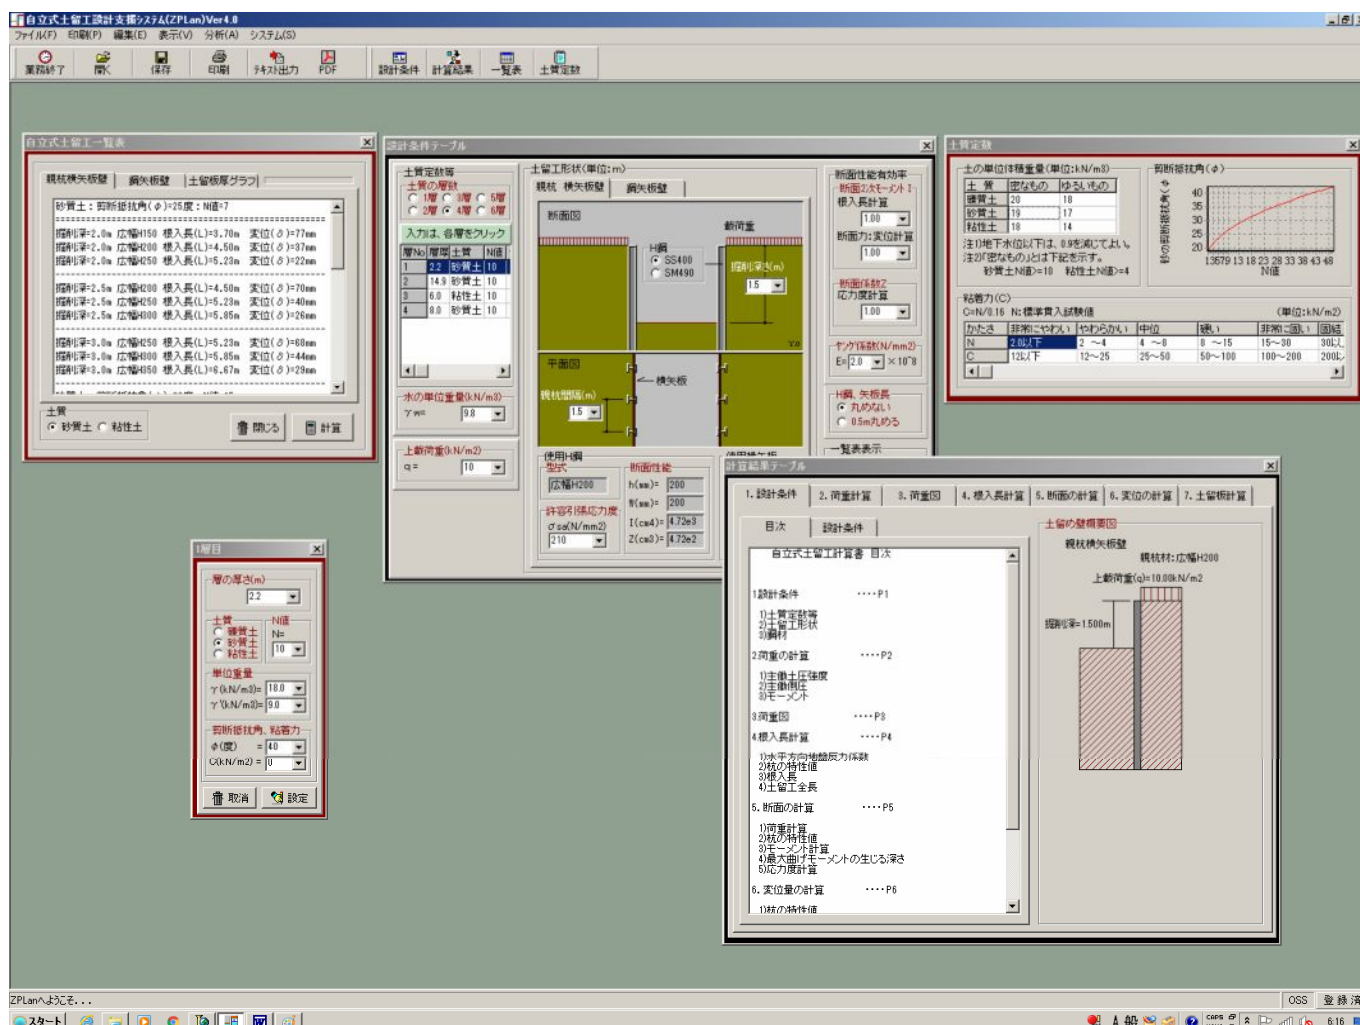 自立式土留工設計支援システム(ZPLan)Ver4.0
ファイル(F) 印刷(P) 編集(E) 表示(V) 分析(A) システム(S)
業務終了 開く 保存 印刷 テキスト出力 PDF 設計条件 計算結果 一覧表 土質定数
自立式土留工一覧表
親杭横矢板壁 鋼矢板壁 土留板厚グラフ
砂質土：剪断抵抗角(φ)=25度：N値=7
掘削深=2.0m 広幅H150 根入長(L)=3.70m 変位(δ)=77mm
掘削深=2.0m 広幅H200 根入長(L)=4.50m 変位(δ)=37mm
掘削深=2.0m 広幅H250 根入長(L)=5.23m 変位(δ)=22mm
掘削深=2.5m 広幅H200 根入長(L)=4.50m 変位(δ)=70mm
掘削深=2.5m 広幅H250 根入長(L)=5.23m 変位(δ)=40mm
掘削深=2.5m 広幅H300 根入長(L)=5.85m 変位(δ)=26mm
掘削深=3.0m 広幅H250 根入長(L)=5.23m 変位(δ)=68mm
掘削深=3.0m 広幅H300 根入長(L)=5.85m 変位(δ)=44mm
掘削深=3.0m 広幅H350 根入長(L)=6.67m 変位(δ)=29mm
土質
砂質土 粘性土
閉じる 計算
設計条件テーブル
土質定数等
土質の層数
1層 3層 5層
2層 4層 6層
入力は、各層をクリック
層No 層厚 土質 N値
1 2.2 砂質土 10
2 14.9 砂質土 10
3 6.0 粘性土 10
4 8.0 砂質土 10
水の単位重量(kN/m3)
γw= 9.8
上載荷重(kN/m2)
q= 10
土留工形状(単位:m)
親杭 横矢板壁 鋼矢板壁
断面図
載荷重
H鋼
SS400
SM490
掘削深さ(m)
1.5
平面図
横矢板
親杭間隔(m)
1.5
使用H鋼
型式
広幅H200
許容引張応力度
σsa(N/mm2)
210
断面性能
h(mm)= 200
W(mm)= 200
I(cm4)= 4.72e3
Z(cm3)= 4.72e2
使用横矢板
断面性能有効率
断面2次モーメントI
根入長計算
1.00
断面力:変位計算
1.00
断面係数Z
応力度計算
1.00
ヤング係数(N/mm2)
E= 2.0 ×10^8
H鋼、矢板長
丸めない
0.5m丸める
一覧表表示
土質定数
土の単位体積重量(単位:kN/m3)
土 質 密なもの ゆるいもの
礫質土 20 18
砂質土 19 17
粘性土 18 14
注1)地下水位以下は、0.9を減じてよい。
注2)「密なもの」とは下記を示す。
砂質土N値>=10 粘性土N値>=4
剪断抵抗角(φ)
砂の剪断抵抗角(φ
40
35
30
25
20
13679 13 18 23 28 33 38 43 48
N値
粘着力(C)
C=N/0.16 N:標準貫入試験値 (単位:kN/m2)
かたさ 非常にやわい やわらかい 中位 硬い 非常に固い 固結
N 2.0以下 2 ～4 4 ～8 8 ～15 15～30 30以上
C 12以下 12～25 25～50 50～100 100～200 200以
1層目
層の厚さ(m)
2.2
土質 N値
礫質土
砂質土
粘性土
N=
10
単位重量
γ(kN/m3)= 18.0
γ'(kN/m3)= 9.0
剪断抵抗角、粘着力
φ(度) = 40
C(kN/m2) = 0
取消 設定
計算結果テーブル
1. 設計条件 2. 荷重計算 3. 荷重図 4. 根入長計算 5. 断面の計算 6. 変位の計算 7. 土留板計算
目次 設計条件
自立式土留工計算書 目次
1設計条件 ････P1
1)土質定数等
2)土留工形状
3)鋼材
2.荷重の計算 ････P2
1)主働土圧強度
2)主働側圧
3)モーメント
3.荷重図 ････P3
4.根入長計算 ････P4
1)水平方向地盤反力係数
2)杭の特性値
3)根入長
4)土留工全長
5. 断面の計算 ････P5
1)荷重計算
2)杭の特性値
3)モーメント計算
4)最大曲げモーメントの生じる深さ
5)応力度計算
6. 変位量の計算 ････P6
1)杭の特性値
土留め壁概要図
親杭横矢板壁
親杭材:広幅H200
上載荷重(q)=10.00kN/m2
掘削深=1.500m
ZPLanへようこそ...
OSS 登録済
スタート
A 般 CAPS 6:16